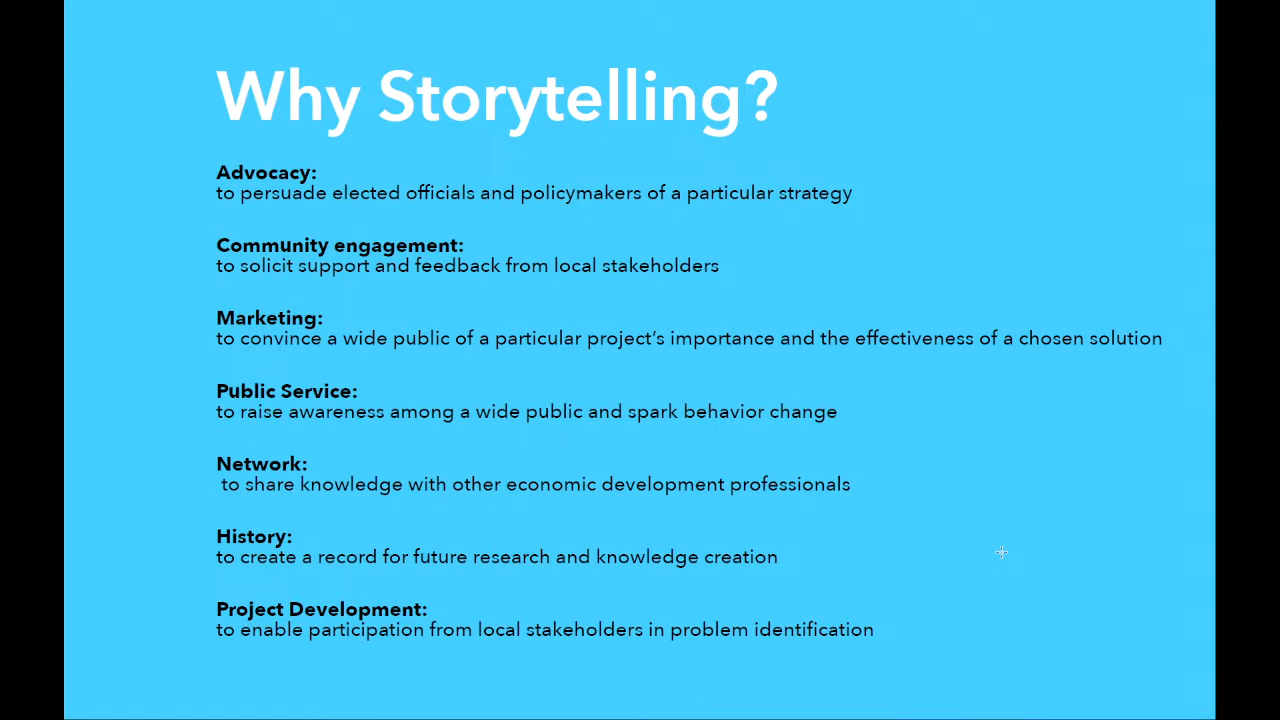 Why Storytelling?
Advocacy:
to persuade elected officials and policymakers of a particular strategy
Community engagement:
to solicit support and feedback from local stakeholders
Marketing:
to convince a wide public of a particular project’s importance and the effectiveness of a chosen solution
Public Service:
to raise awareness among a wide public and spark behavior change
Network:
to share knowledge with other economic development professionals
History:
to create a record for future research and knowledge creation
Project Development:
to enable participation from local stakeholders in problem identification